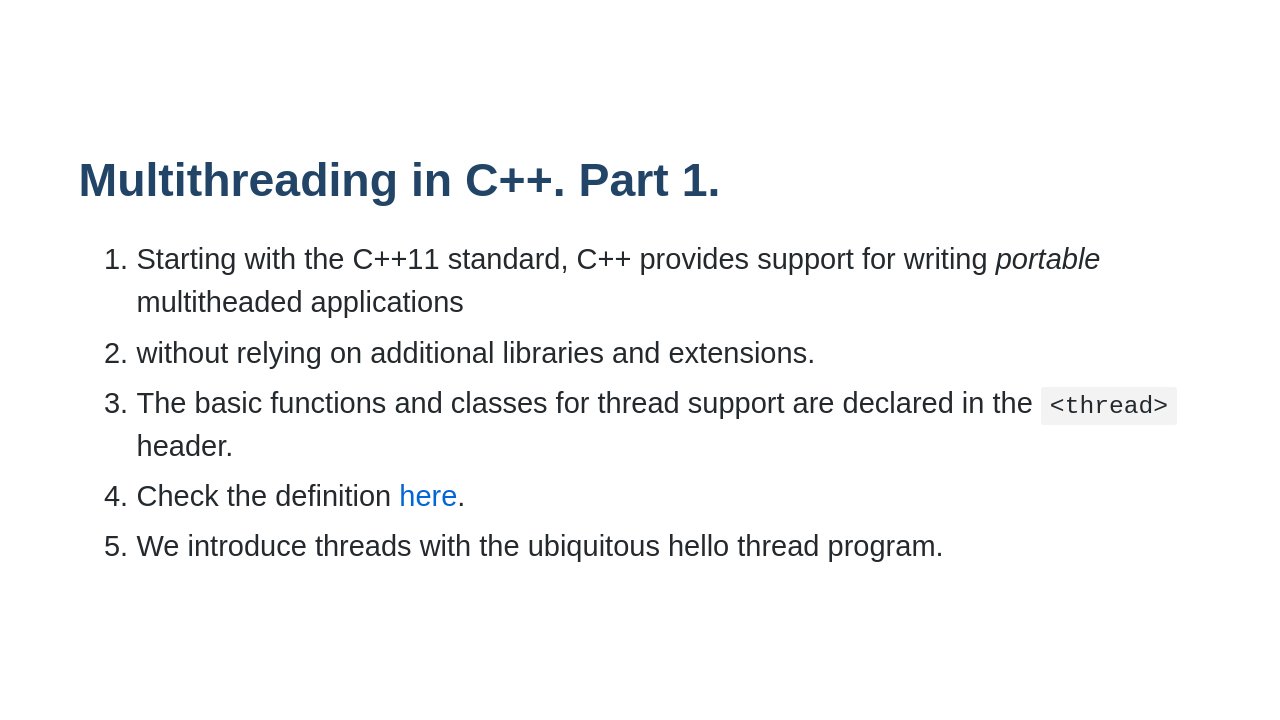 Multithreading in C++. Part 1.
1. Starting with the C++11 standard, C++ provides support for writing portable
multitheaded applications
2. without relying on additional libraries and extensions.
3. The basic functions and classes for thread support are declared in the <thread>
header.
4. Check the definition here.
5. We introduce threads with the ubiquitous hello thread program.